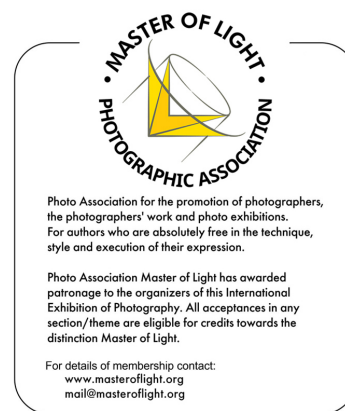 • MASTER OF LIGHT •
PHOTOGRAPHIC ASSOCIATION
Photo Association for the promotion of photographers,
the photographers' work and photo exhibitions.
For authors who are absolutely free in the technique,
style and execution of their expression.
Photo Association Master of Light has awarded
patronage to the organizers of this International
Exhibition of Photography. All acceptances in any
section/theme are eligible for credits towards the
distinction Master of Light.
For details of membership contact:
www.masteroflight.org
mail@masteroflight.org